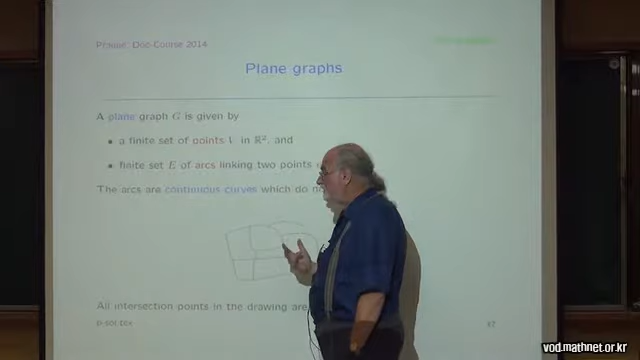 Prague: Doc-Course 2014
Plane graphs
A plane graph G is given by
• a finite set of points V in ℝ², and
• finite set E of arcs linking two points
The arcs are continuous curves which do
All intersection points in the drawing are
67
vod.mathnet.or.kr